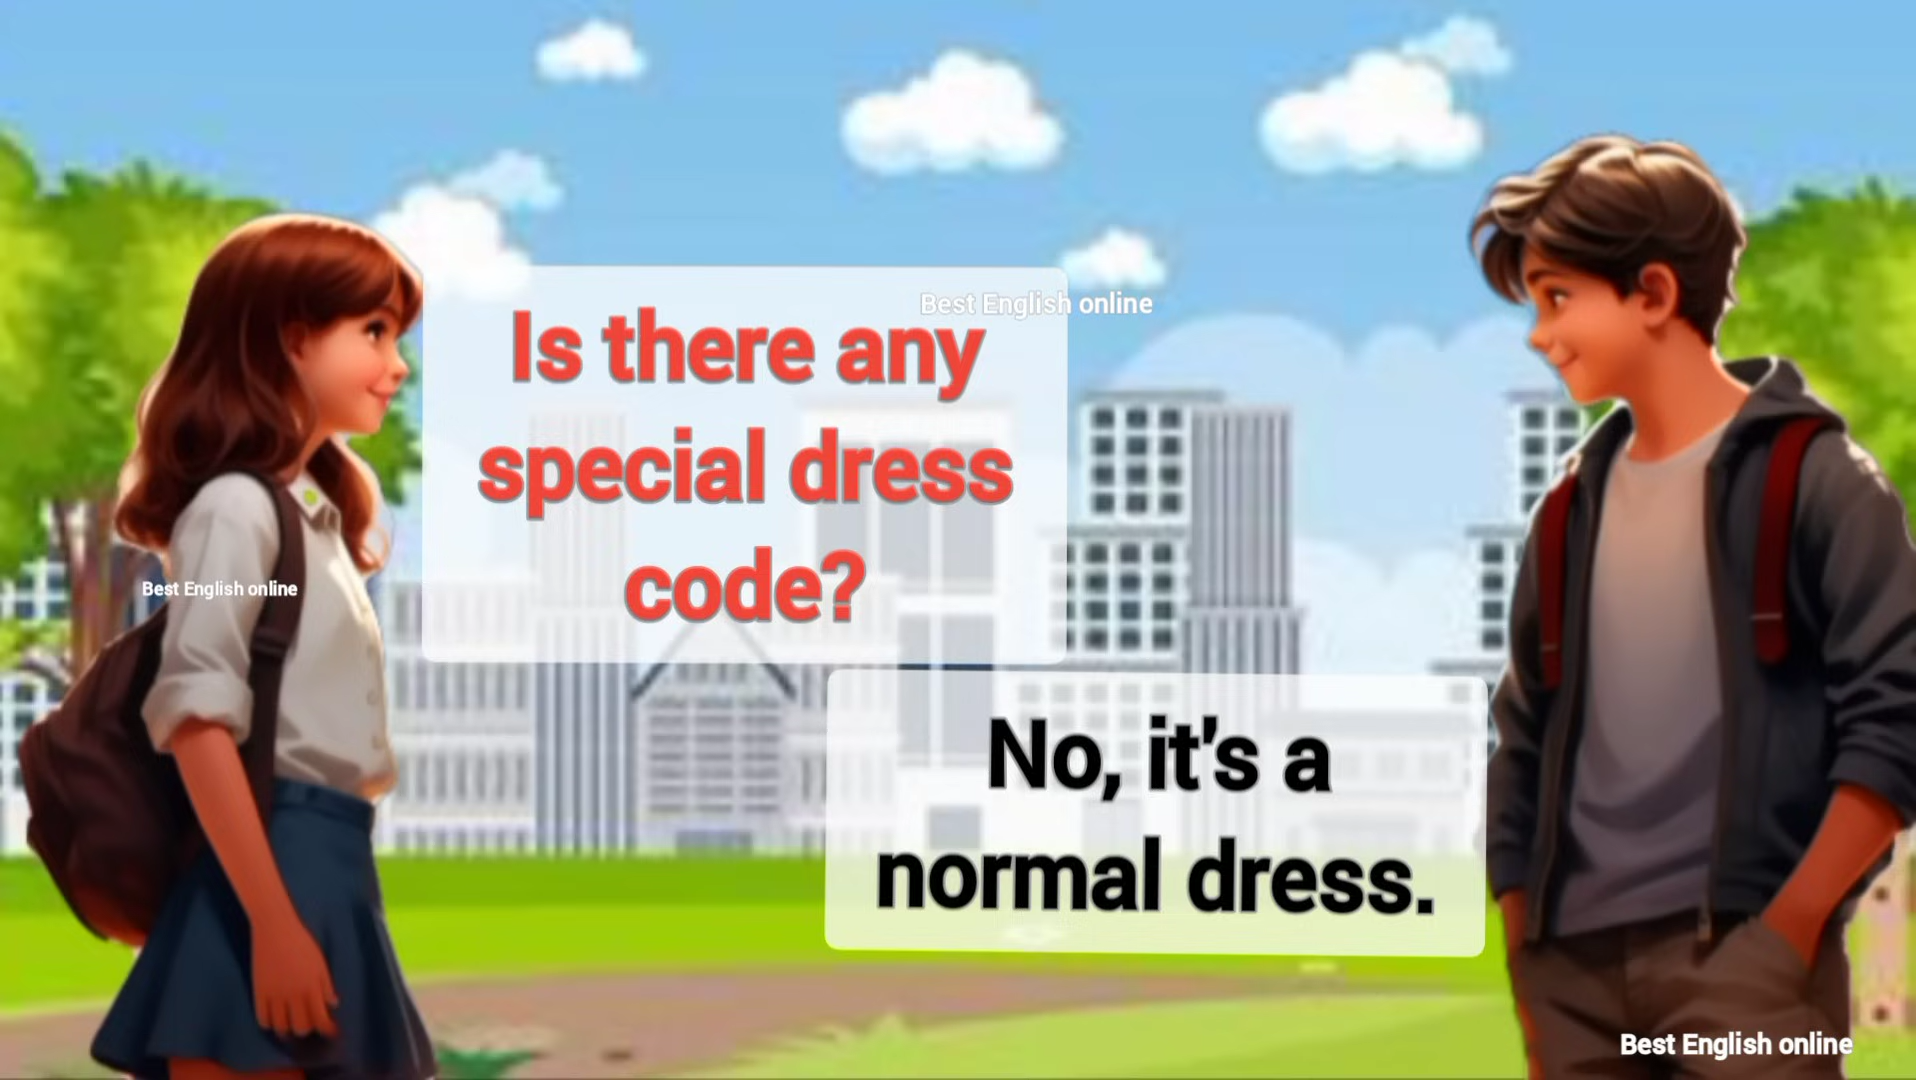 Best English online
Is there any
special dress
code?
Best English online
No, it's a
normal dress.
Best English online